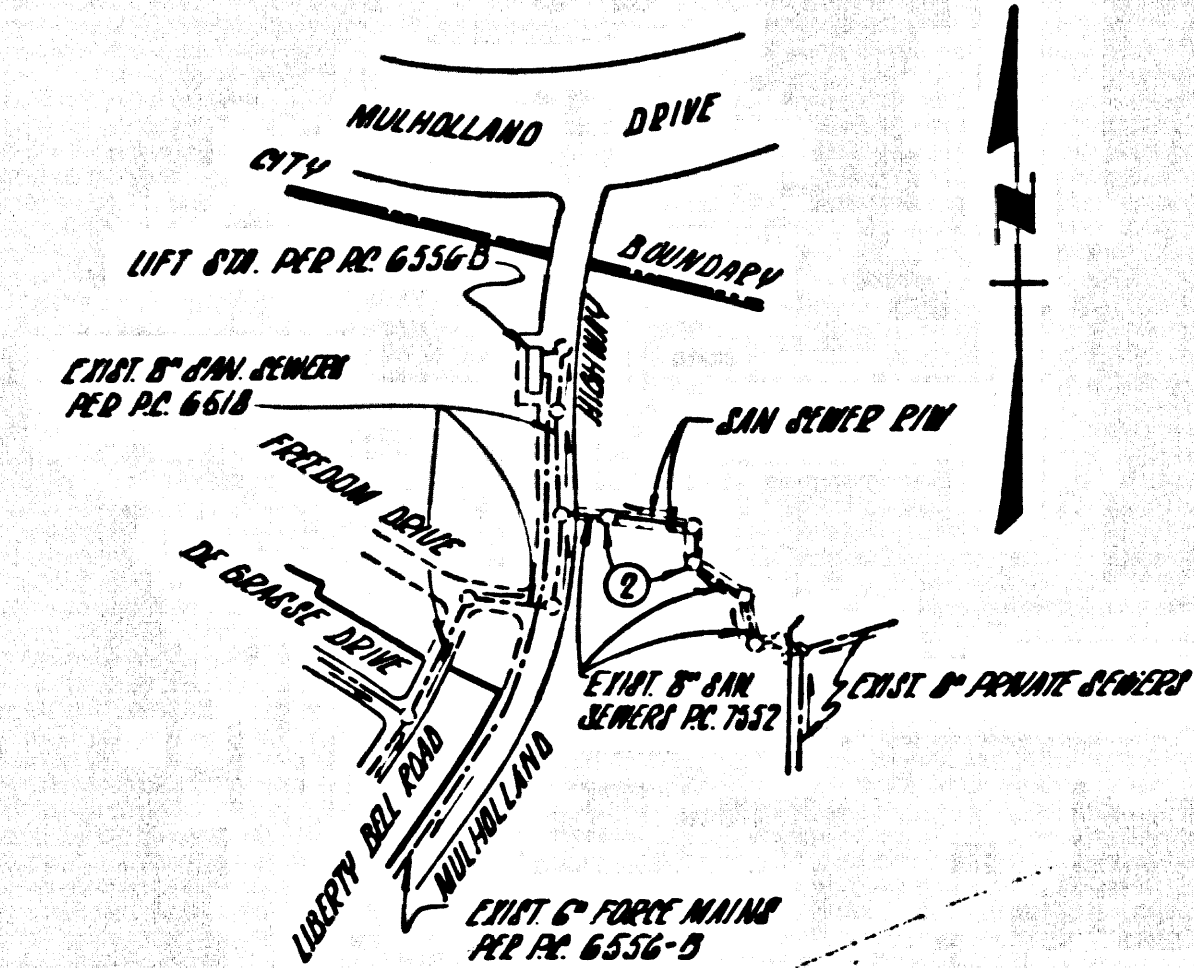 MULHOLLAND DRIVE
CITY BOUNDARY
LIFT STA. PER P.C. 6556-B
HIGHWAY
EXIST. 8" SAN. SEWERS
PER P.C. 6618
SAN SEWER R/W
FREEDOM DRIVE
DE GRASSE DRIVE
2
EXIST. 8" SAN
SEWERS P.C. 7552
EXIST. 8" PRIVATE SEWERS
LIBERTY BELL ROAD
MULHOLLAND
EXIST. 6" FORCE MAINS
PER P.C. 6556-B
N